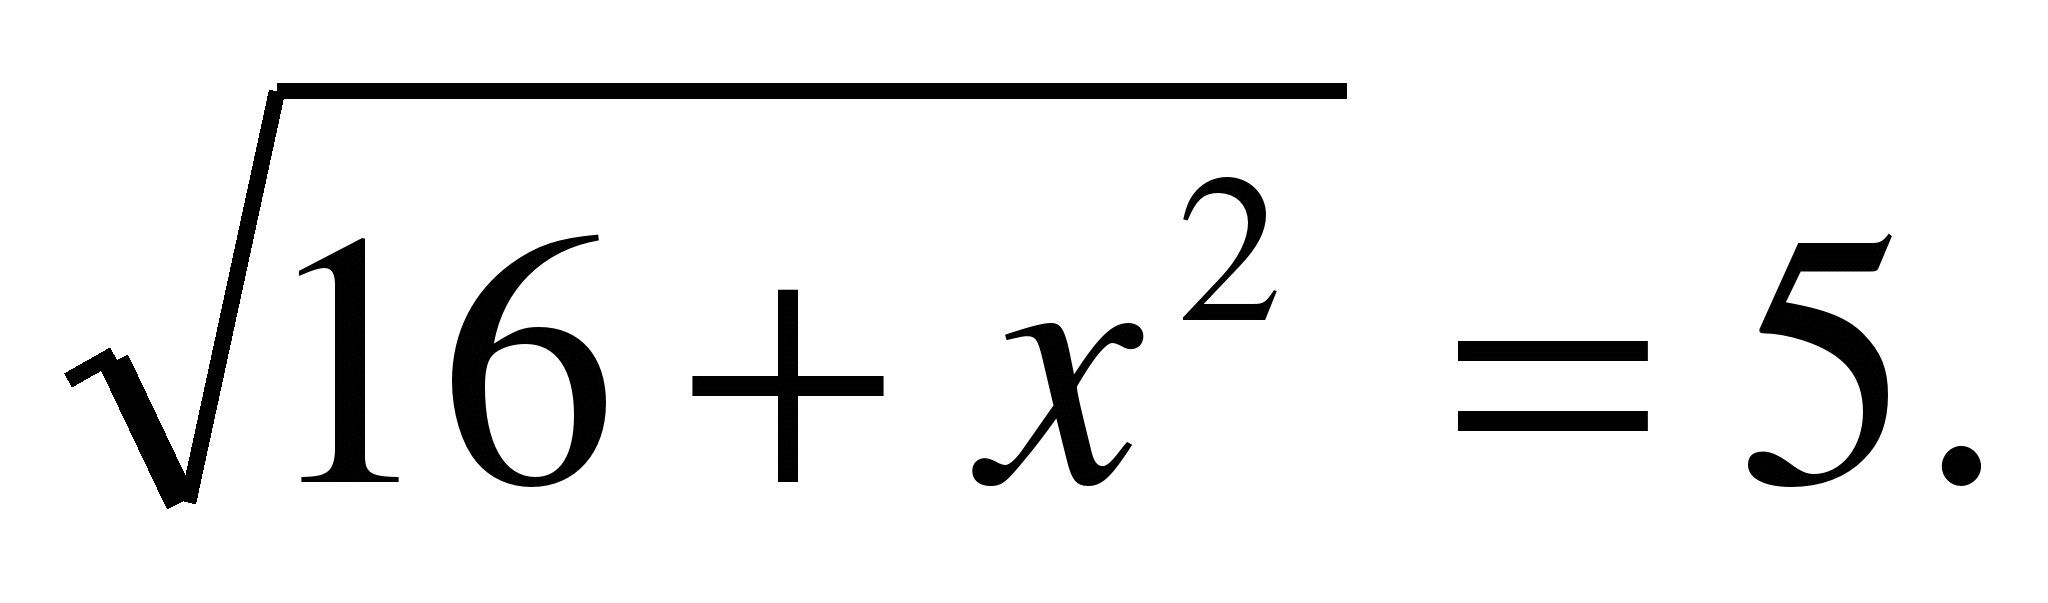 √16 + x² = 5.